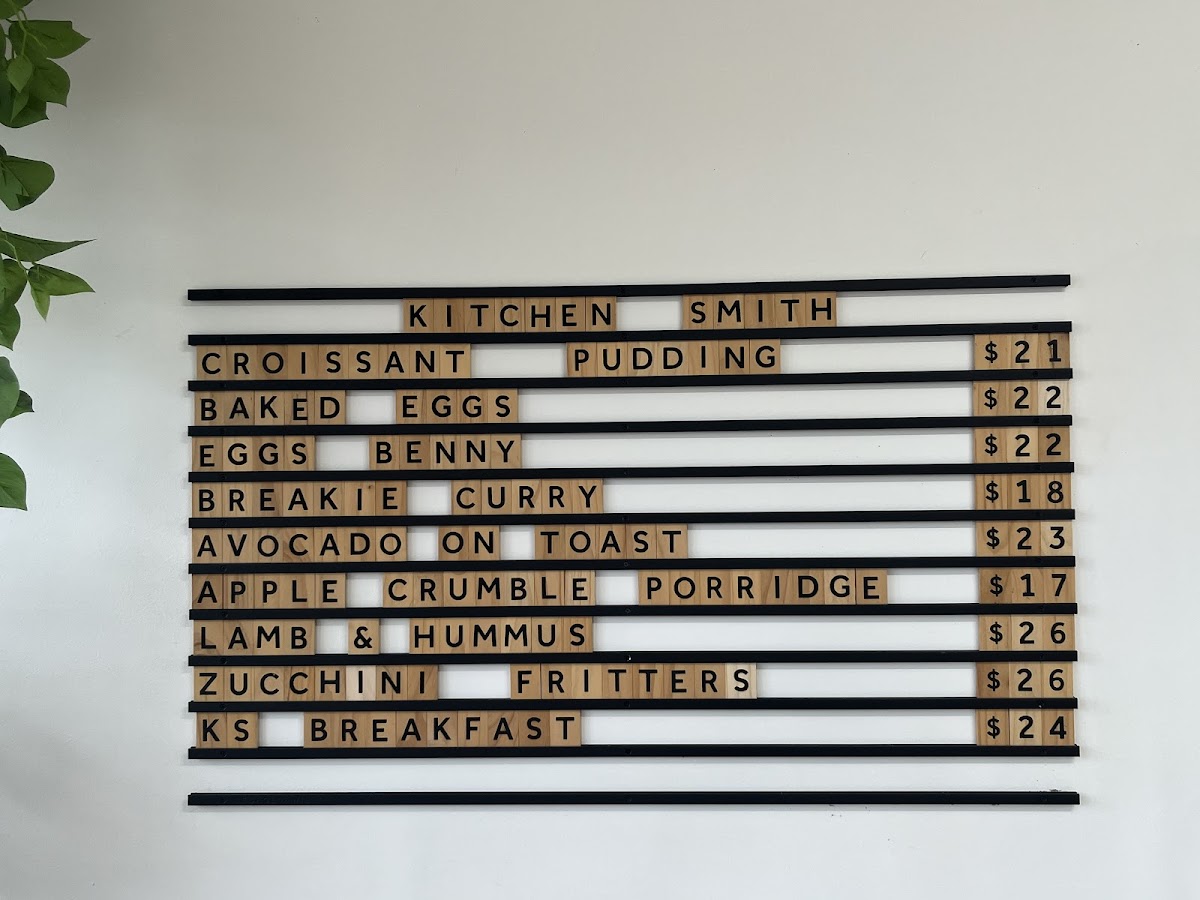 KITCHEN SMITH
CROISSANT PUDDING $21
BAKED EGGS $22
EGGS BENNY $22
BREAKIE CURRY $18
AVOCADO ON TOAST $23
APPLE CRUMBLE PORRIDGE $17
LAMB & HUMMUS $26
ZUCCHINI FRITTERS $26
KS BREAKFAST $24